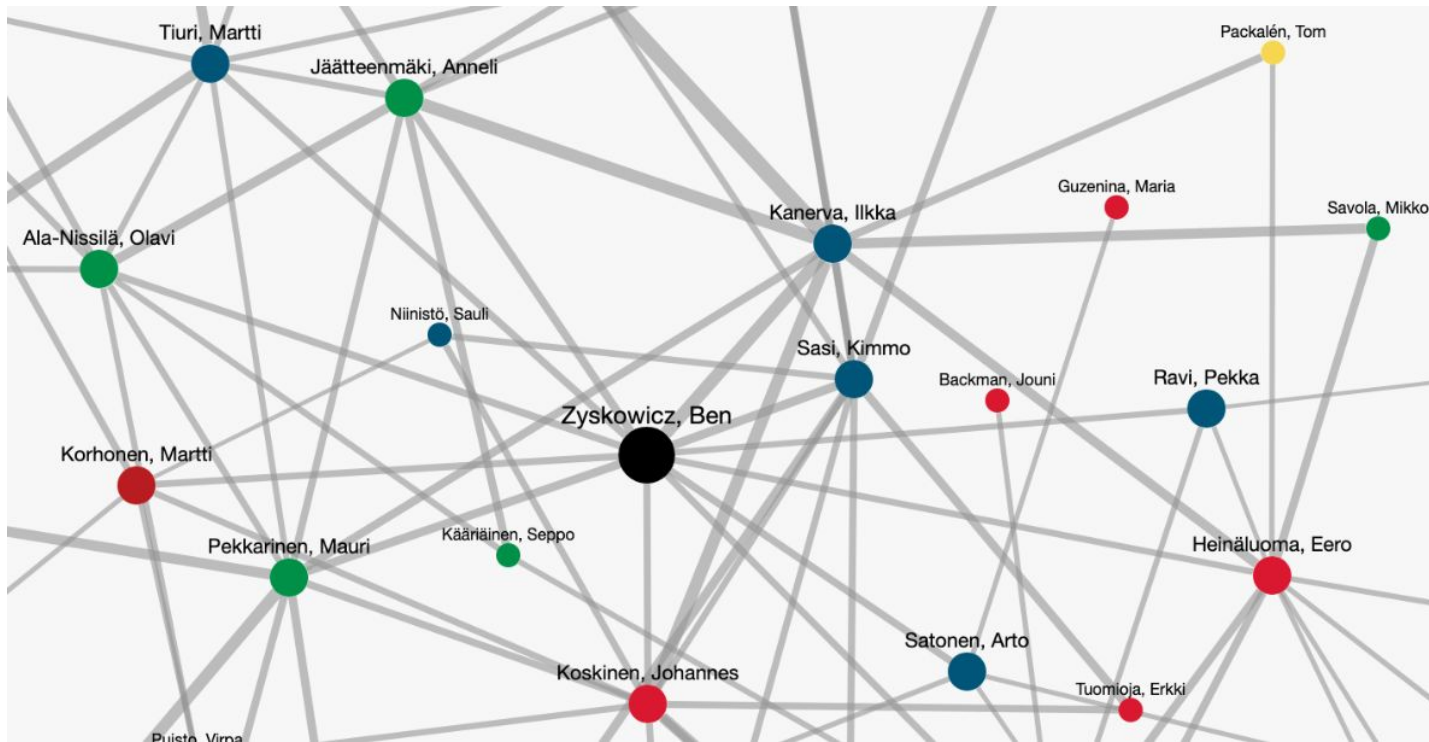 Tiuri, Martti
Packalén, Tom
Jäätteenmäki, Anneli
Guzenina, Maria
Kanerva, Ilkka
Savola, Mikko
Ala-Nissilä, Olavi
Niinistö, Sauli
Sasi, Kimmo
Backman, Jouni
Ravi, Pekka
Zyskowicz, Ben
Korhonen, Martti
Kääriäinen, Seppo
Pekkarinen, Mauri
Heinäluoma, Eero
Satonen, Arto
Koskinen, Johannes
Tuomioja, Erkki
Puisto, Virpa